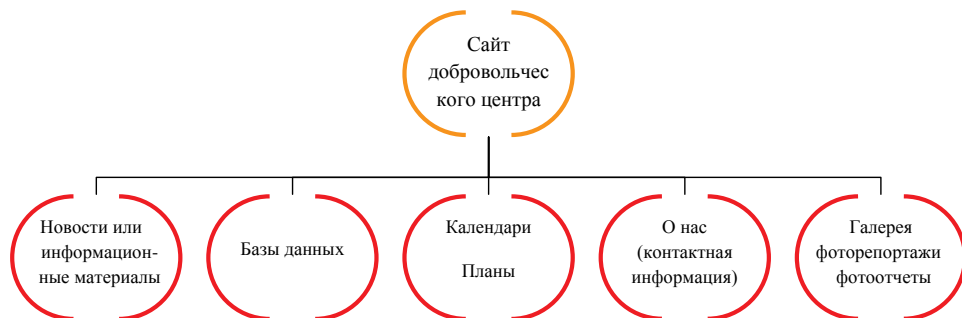 Сайт
добровольчес
кого центра
Новости или
информацион-
ные материалы
Базы данных
Календари
Планы
О нас
(контактная
информация)
Галерея
фоторепортажи
фотоотчеты